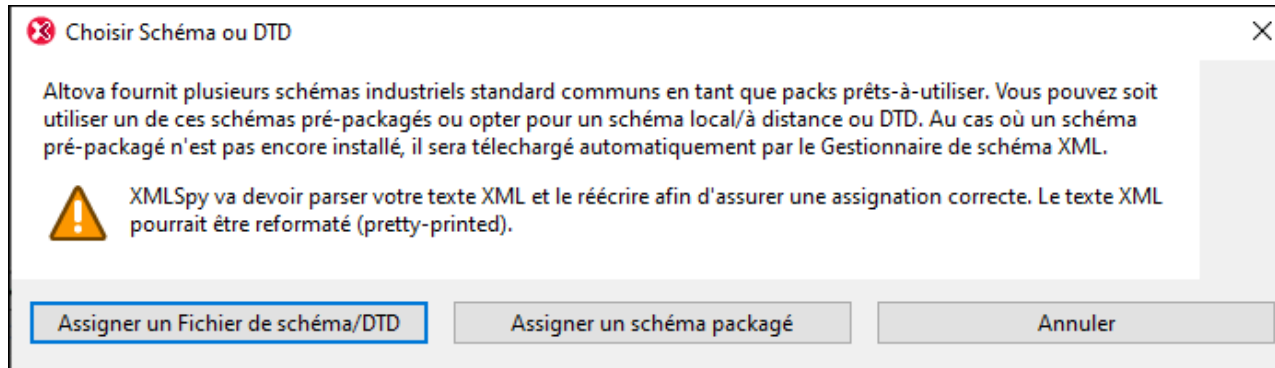 Choisir Schéma ou DTD
Altova fournit plusieurs schémas industriels standard communs en tant que packs prêts-à-utiliser. Vous pouvez soit
utiliser un de ces schémas pré-packagés ou opter pour un schéma local/à distance ou DTD. Au cas où un schéma
pré-packagé n'est pas encore installé, il sera télechargé automatiquement par le Gestionnaire de schéma XML.
XMLSpy va devoir parser votre texte XML et le réécrire afin d'assurer une assignation correcte. Le texte XML
pourrait être reformaté (pretty-printed).
Assigner un Fichier de schéma/DTD
Assigner un schéma packagé
Annuler